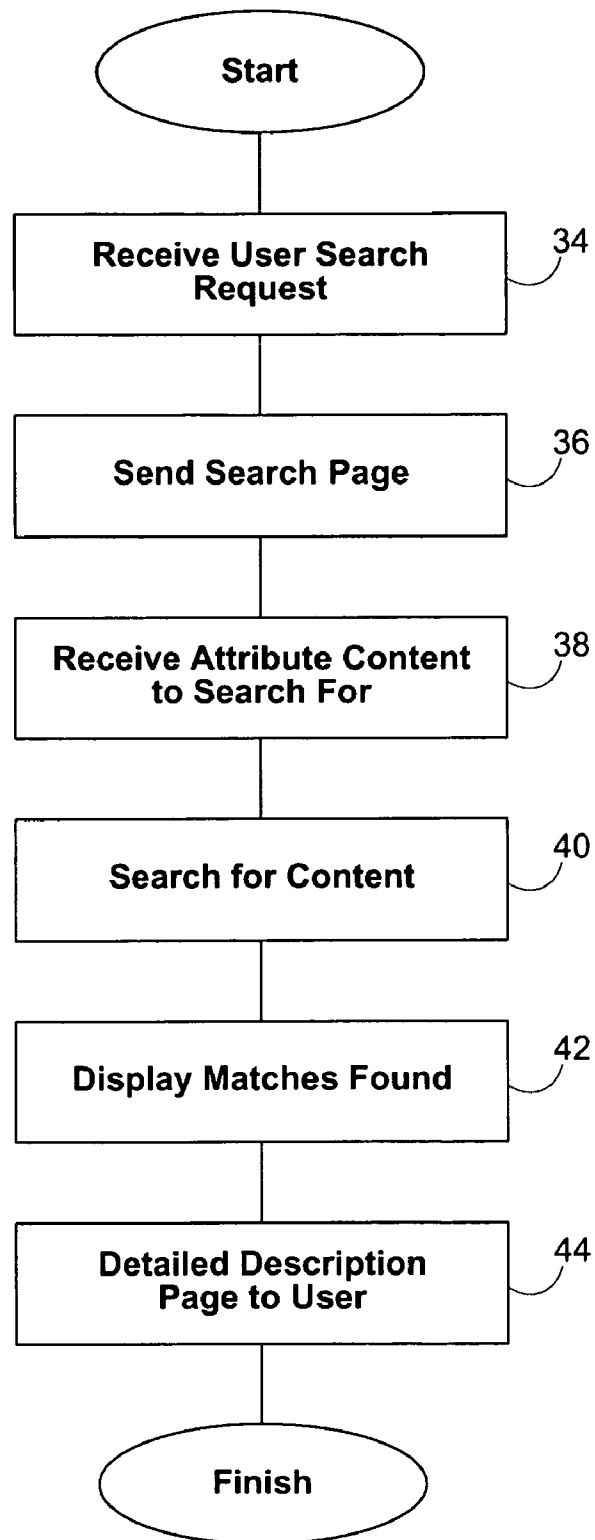 Start
Receive User Search
Request
34
Send Search Page
36
Receive Attribute Content
to Search For
38
Search for Content
40
Display Matches Found
42
Detailed Description
Page to User
44
Finish